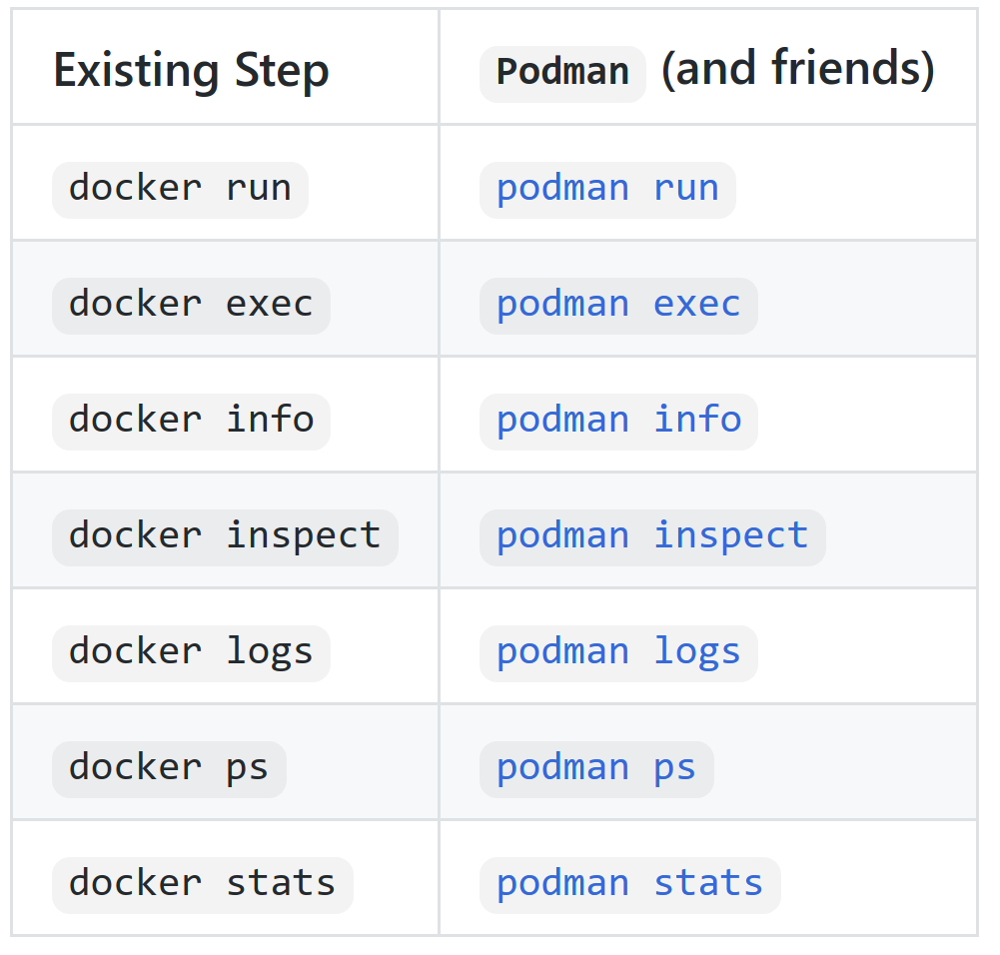 Existing Step Podman (and friends)
docker run podman run
docker exec podman exec
docker info podman info
docker inspect podman inspect
docker logs podman logs
docker ps podman ps
docker stats podman stats